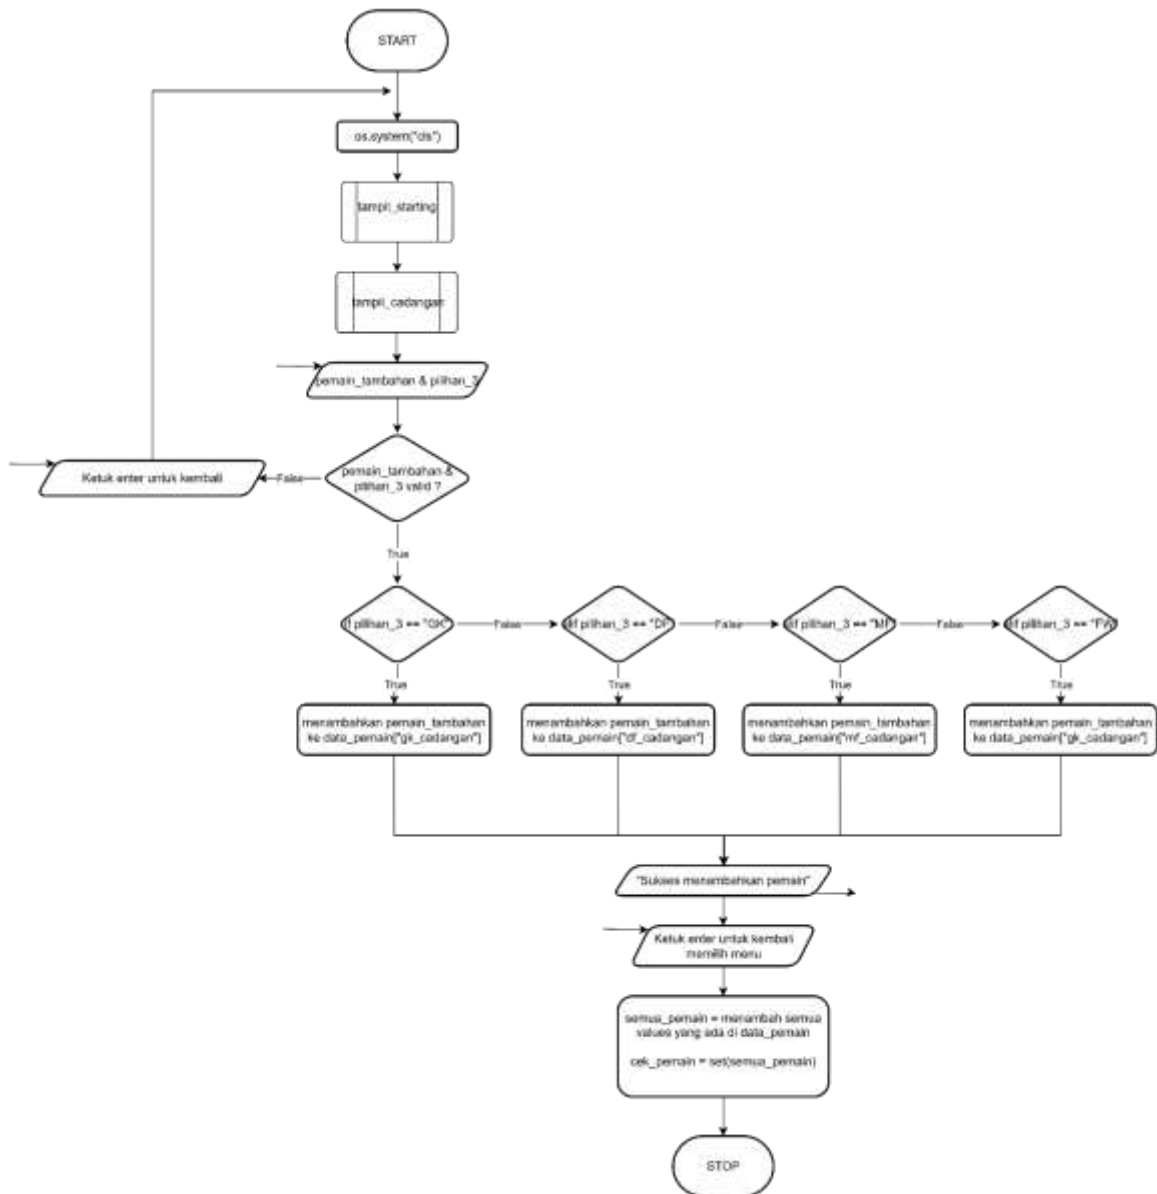 START
os.system("cls")
tampil_starting
tampil_cadangan
pemain_tambahan & pilihan_3
Ketuk enter untuk kembali
False
pemain_tambahan &
pilihan_3 valid ?
True
if pilihan_3 == "GK"
False
elif pilihan_3 == "DF
False
elif pilihan_3 == "MF
False
elif pilihan_3 == "FW
True
True
True
True
menambahkan pemain_tambahan
ke data_pemain["gk_cadangan"]
menambahkan pemain_tambahan
ke data_pemain["df_cadangan"]
menambahkan pemain_tambahan
ke data_pemain["mf_cadangan"]
menambahkan pemain_tambahan
ke data_pemain["gk_cadangan"]
"Sukses menambahkan pemain"
Ketuk enter untuk kembali
memilih menu
semua_pemain = menambah semua
values yang ada di data_pemain
cek_pemain = set(semua_pemain)
STOP